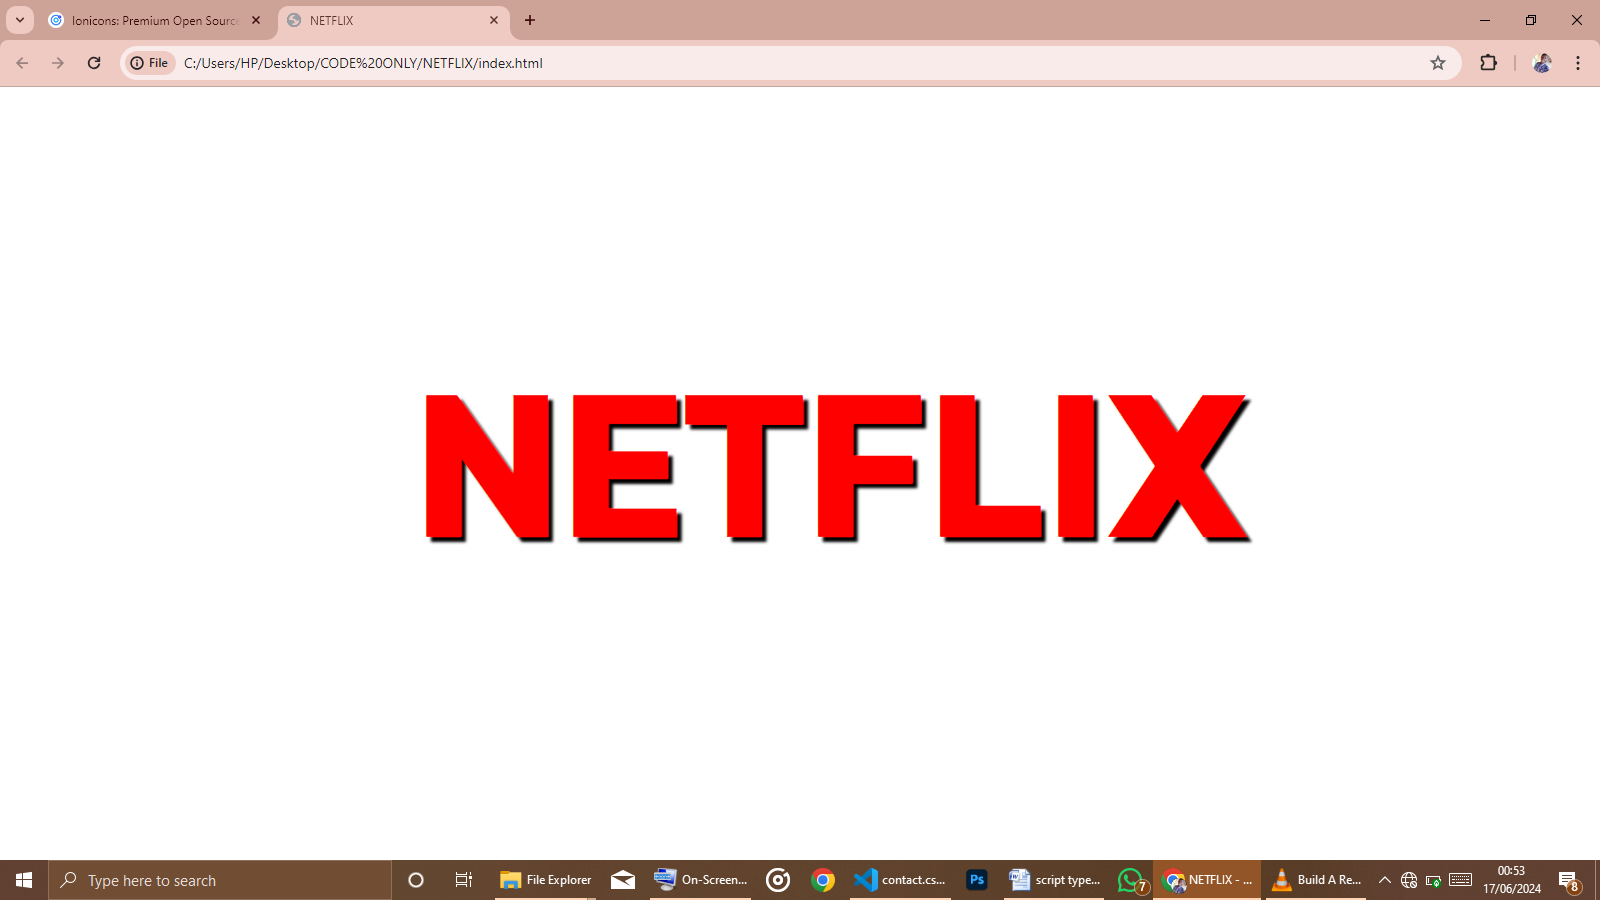 Ionicons: Premium Open Source
NETFLIX
File
C:/Users/HP/Desktop/CODE%20ONLY/NETFLIX/index.html
NETFLIX
Type here to search
File Explorer
On-Screen...
contact.cs...
Ps
script type...
7
NETFLIX - ...
Build A Re...
00:53
17/06/2024
8